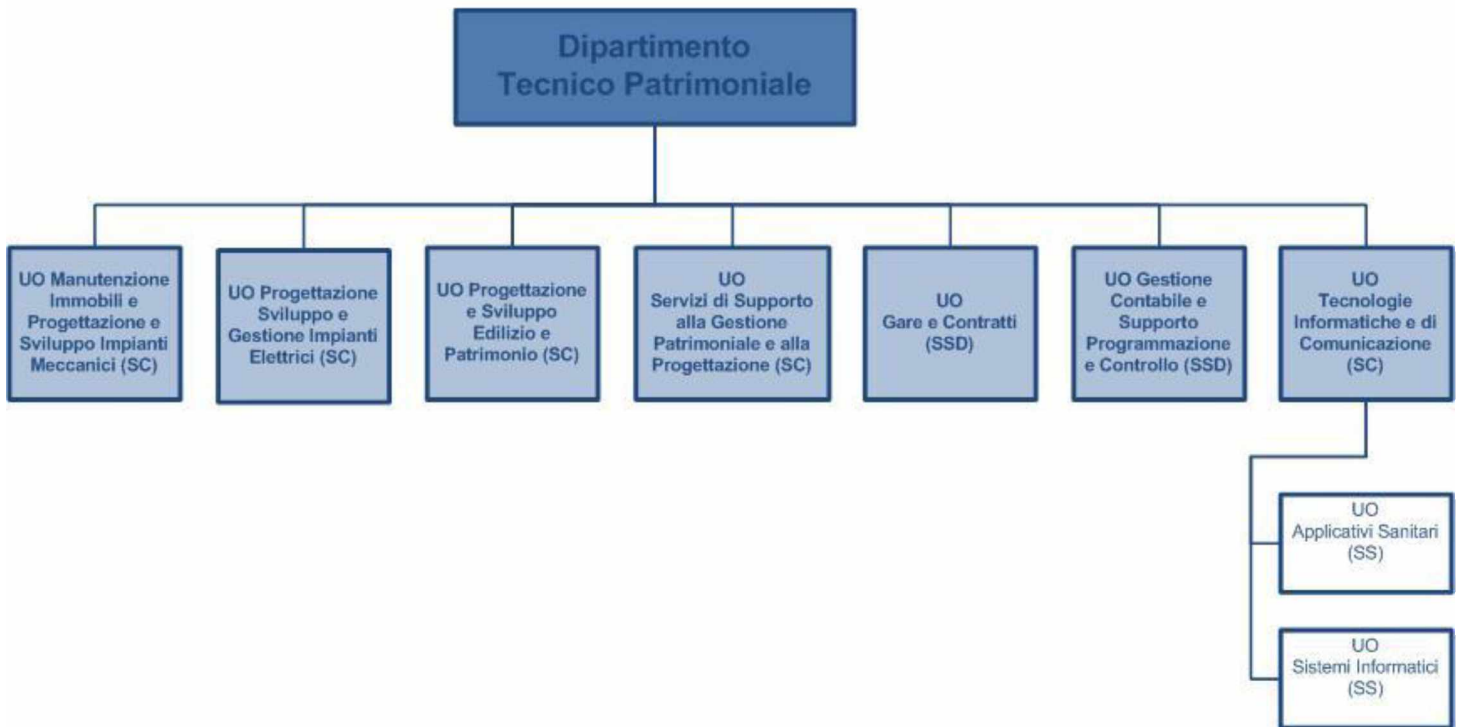 Dipartimento
Tecnico Patrimoniale
UO Manutenzione
Immobili e
Progettazione e
Sviluppo Impianti
Meccanici (SC)
UO Progettazione
Sviluppo e
Gestione Impianti
Elettrici (SC)
UO Progettazione
e Sviluppo
Edilizio e
Patrimonio (SC)
UO
Servizi di Supporto
alla Gestione
Patrimoniale e alla
Progettazione (SC)
UO
Gare e Contratti
(SSD)
UO Gestione
Contabile e
Supporto
Programmazione
e Controllo (SSD)
UO
Tecnologie
Informatiche e di
Comunicazione
(SC)
UO
Applicativi Sanitari
(SS)
UO
Sistemi Informatici
(SS)